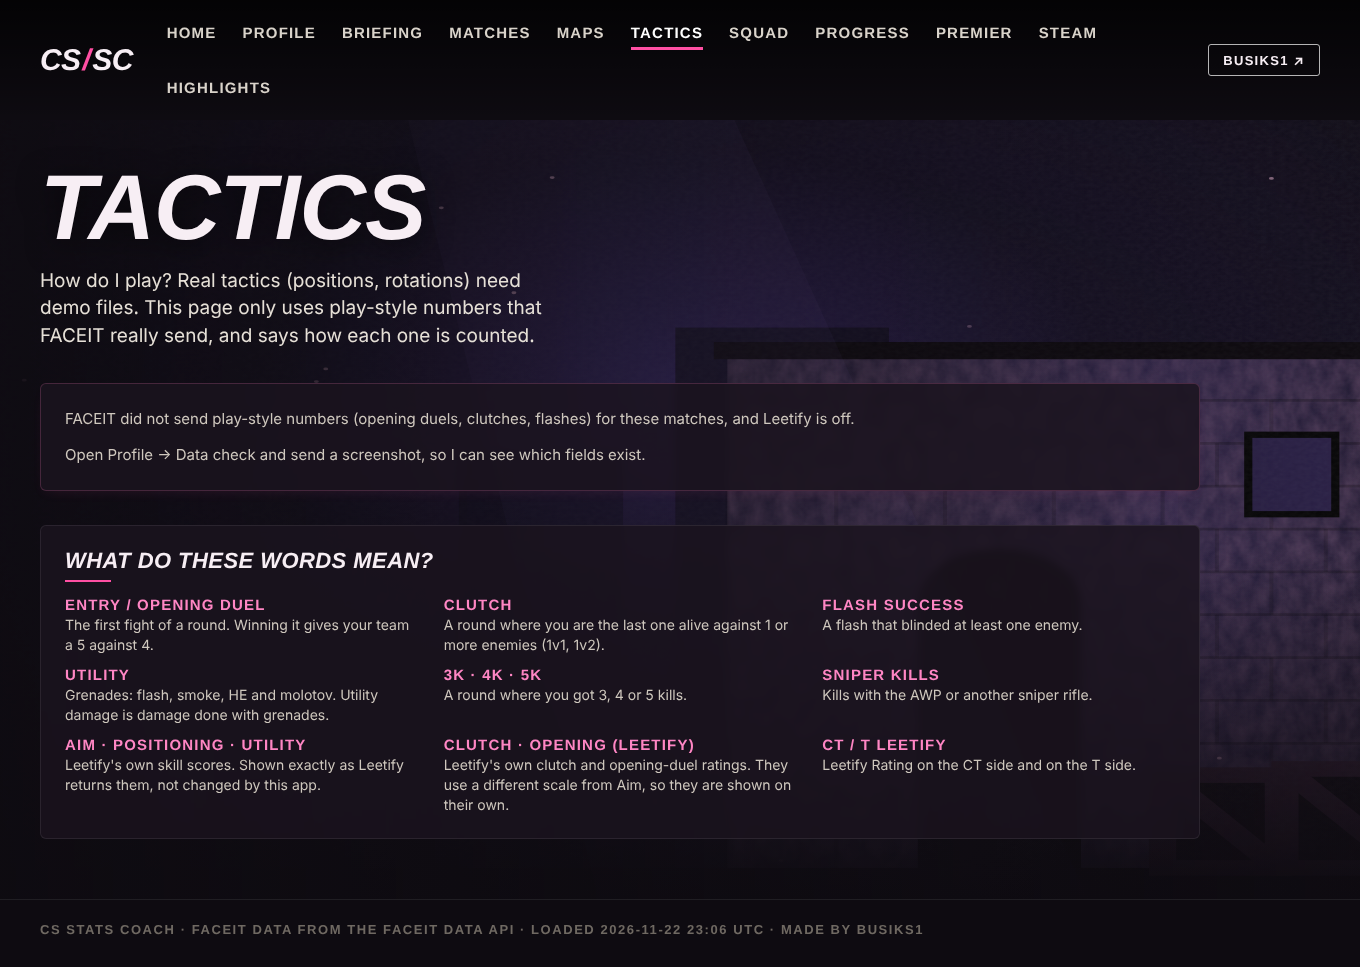 CS/SC
HOME PROFILE BRIEFING MATCHES MAPS TACTICS SQUAD PROGRESS PREMIER STEAM
HIGHLIGHTS
BUSIKS1 ↗
TACTICS
How do I play? Real tactics (positions, rotations) need
demo files. This page only uses play-style numbers that
FACEIT really send, and says how each one is counted.
FACEIT did not send play-style numbers (opening duels, clutches, flashes) for these matches, and Leetify is off.
Open Profile → Data check and send a screenshot, so I can see which fields exist.
WHAT DO THESE WORDS MEAN?
ENTRY / OPENING DUEL
The first fight of a round. Winning it gives your team
a 5 against 4.
CLUTCH
A round where you are the last one alive against 1 or
more enemies (1v1, 1v2).
FLASH SUCCESS
A flash that blinded at least one enemy.
UTILITY
Grenades: flash, smoke, HE and molotov. Utility
damage is damage done with grenades.
3K · 4K · 5K
A round where you got 3, 4 or 5 kills.
SNIPER KILLS
Kills with the AWP or another sniper rifle.
AIM · POSITIONING · UTILITY
Leetify's own skill scores. Shown exactly as Leetify
returns them, not changed by this app.
CLUTCH · OPENING (LEETIFY)
Leetify's own clutch and opening-duel ratings. They
use a different scale from Aim, so they are shown on
their own.
CT / T LEETIFY
Leetify Rating on the CT side and on the T side.
CS STATS COACH · FACEIT DATA FROM THE FACEIT DATA API · LOADED 2026-11-22 23:06 UTC · MADE BY BUSIKS1